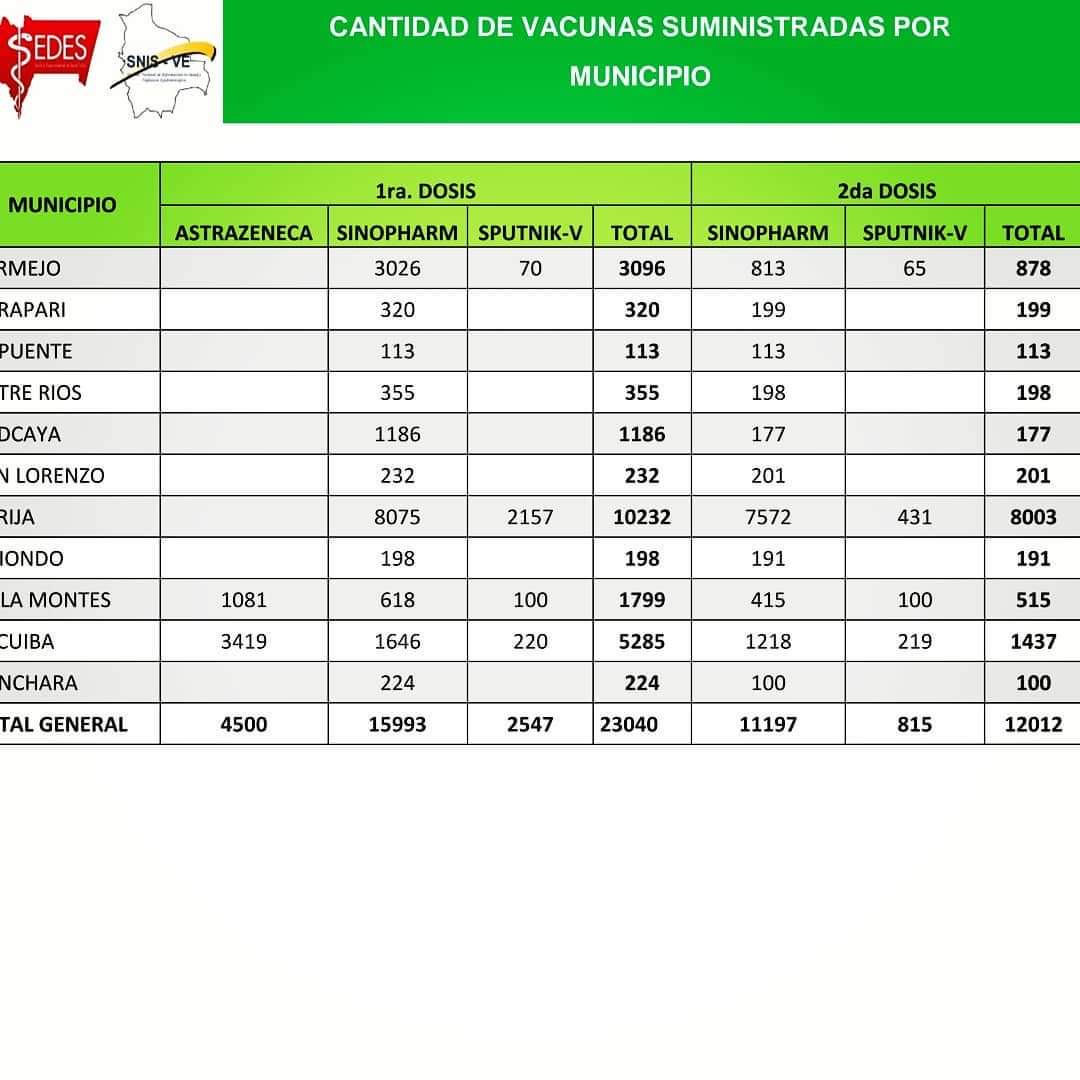 SEDES
SNIS - VE
CANTIDAD DE VACUNAS SUMINISTRADAS POR
MUNICIPIO
MUNICIPIO 1ra. DOSIS 2da DOSIS
ASTRAZENECA SINOPHARM SPUTNIK-V TOTAL SINOPHARM SPUTNIK-V TOTAL
RMEJO 3026 70 3096 813 65 878
RAPARI 320 320 199 199
PUENTE 113 113 113 113
TRE RIOS 355 355 198 198
DCAYA 1186 1186 177 177
N LORENZO 232 232 201 201
RIJA 8075 2157 10232 7572 431 8003
IONDO 198 198 191 191
LA MONTES 1081 618 100 1799 415 100 515
CUIBA 3419 1646 220 5285 1218 219 1437
NCHARA 224 224 100 100
TAL GENERAL 4500 15993 2547 23040 11197 815 12012